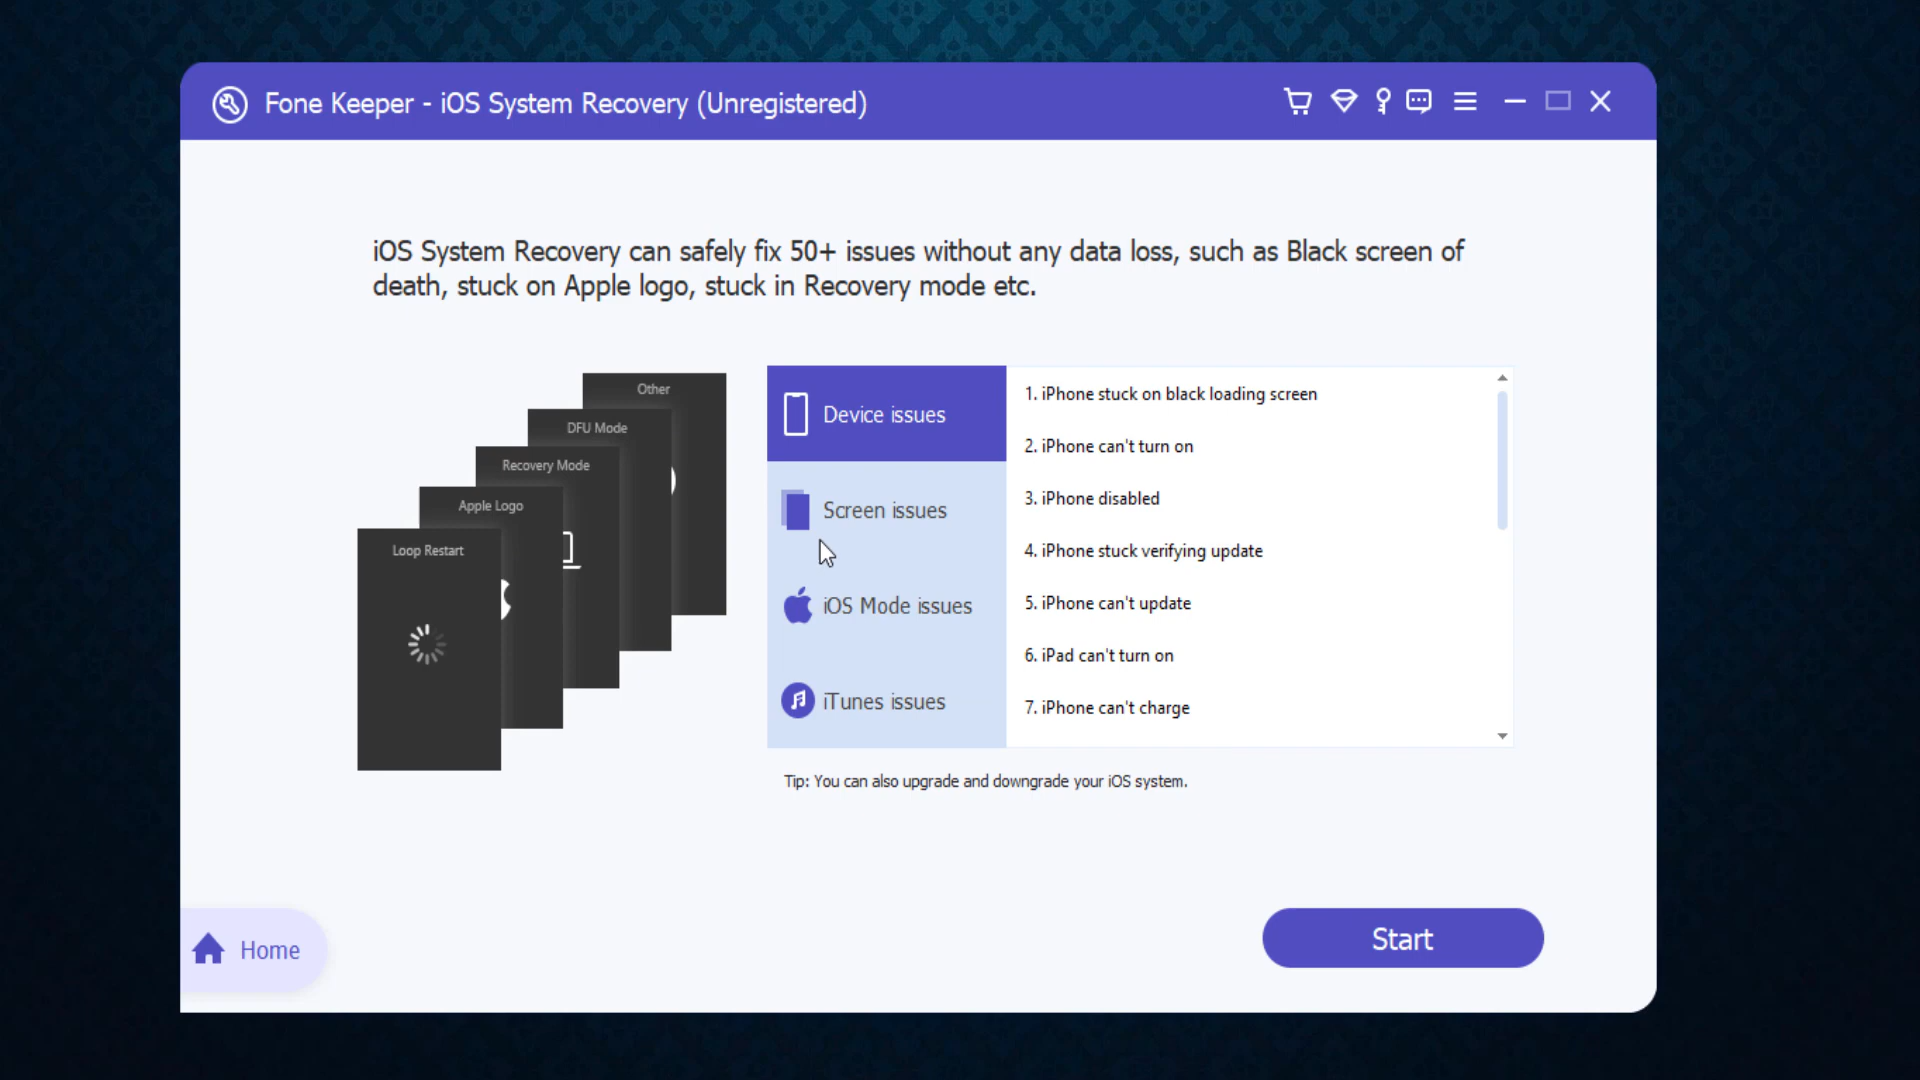 Fone Keeper - iOS System Recovery (Unregistered)
iOS System Recovery can safely fix 50+ issues without any data loss, such as Black screen of
death, stuck on Apple logo, stuck in Recovery mode etc.
Other
DFU Mode
Recovery Mode
Apple Logo
Loop Restart
Device issues
Screen issues
iOS Mode issues
iTunes issues
1. iPhone stuck on black loading screen
2. iPhone can't turn on
3. iPhone disabled
4. iPhone stuck verifying update
5. iPhone can't update
6. iPad can't turn on
7. iPhone can't charge
Tip: You can also upgrade and downgrade your iOS system.
Home
Start